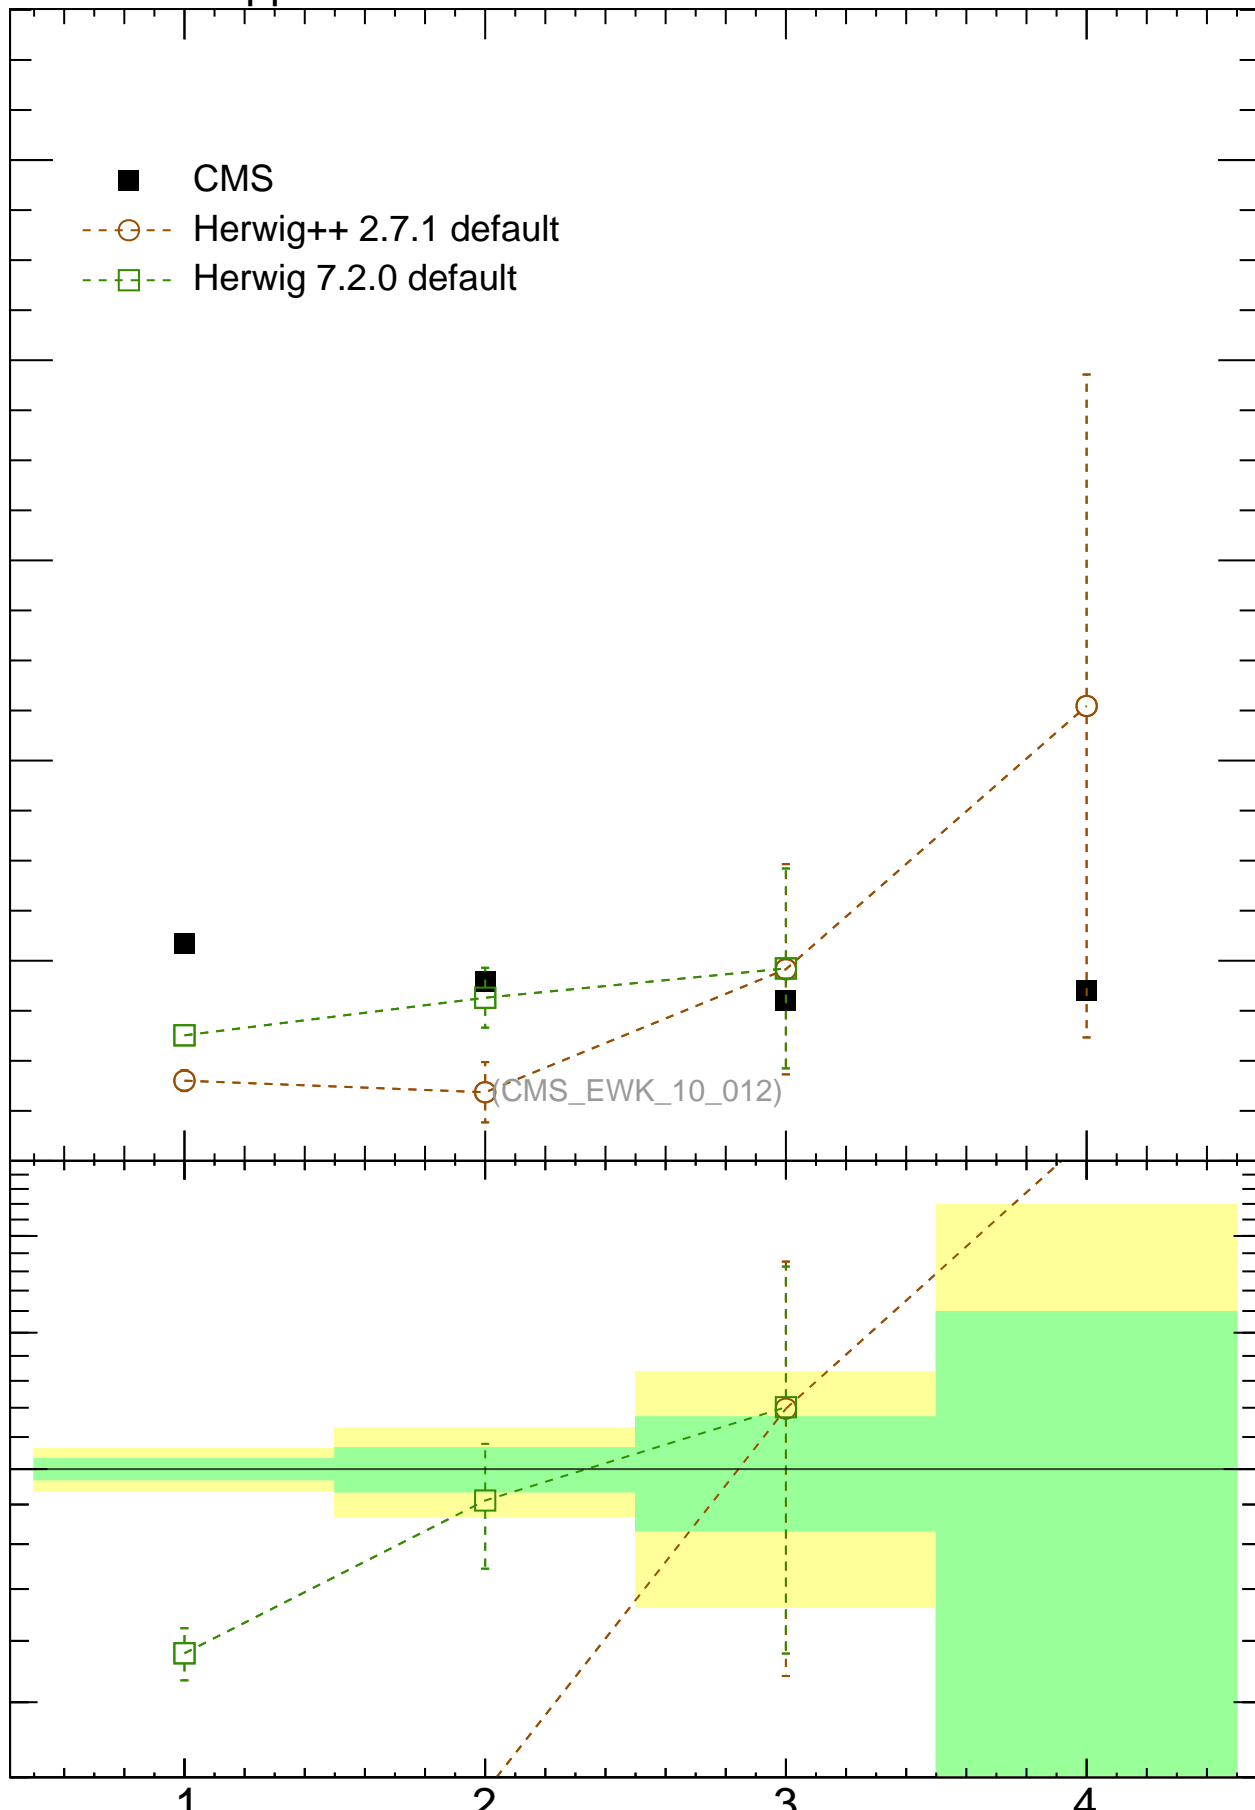 CMS
Herwig++ 2.7.1 default
Herwig 7.2.0 default
(CMS_EWK_10_012)
1 2 3 4